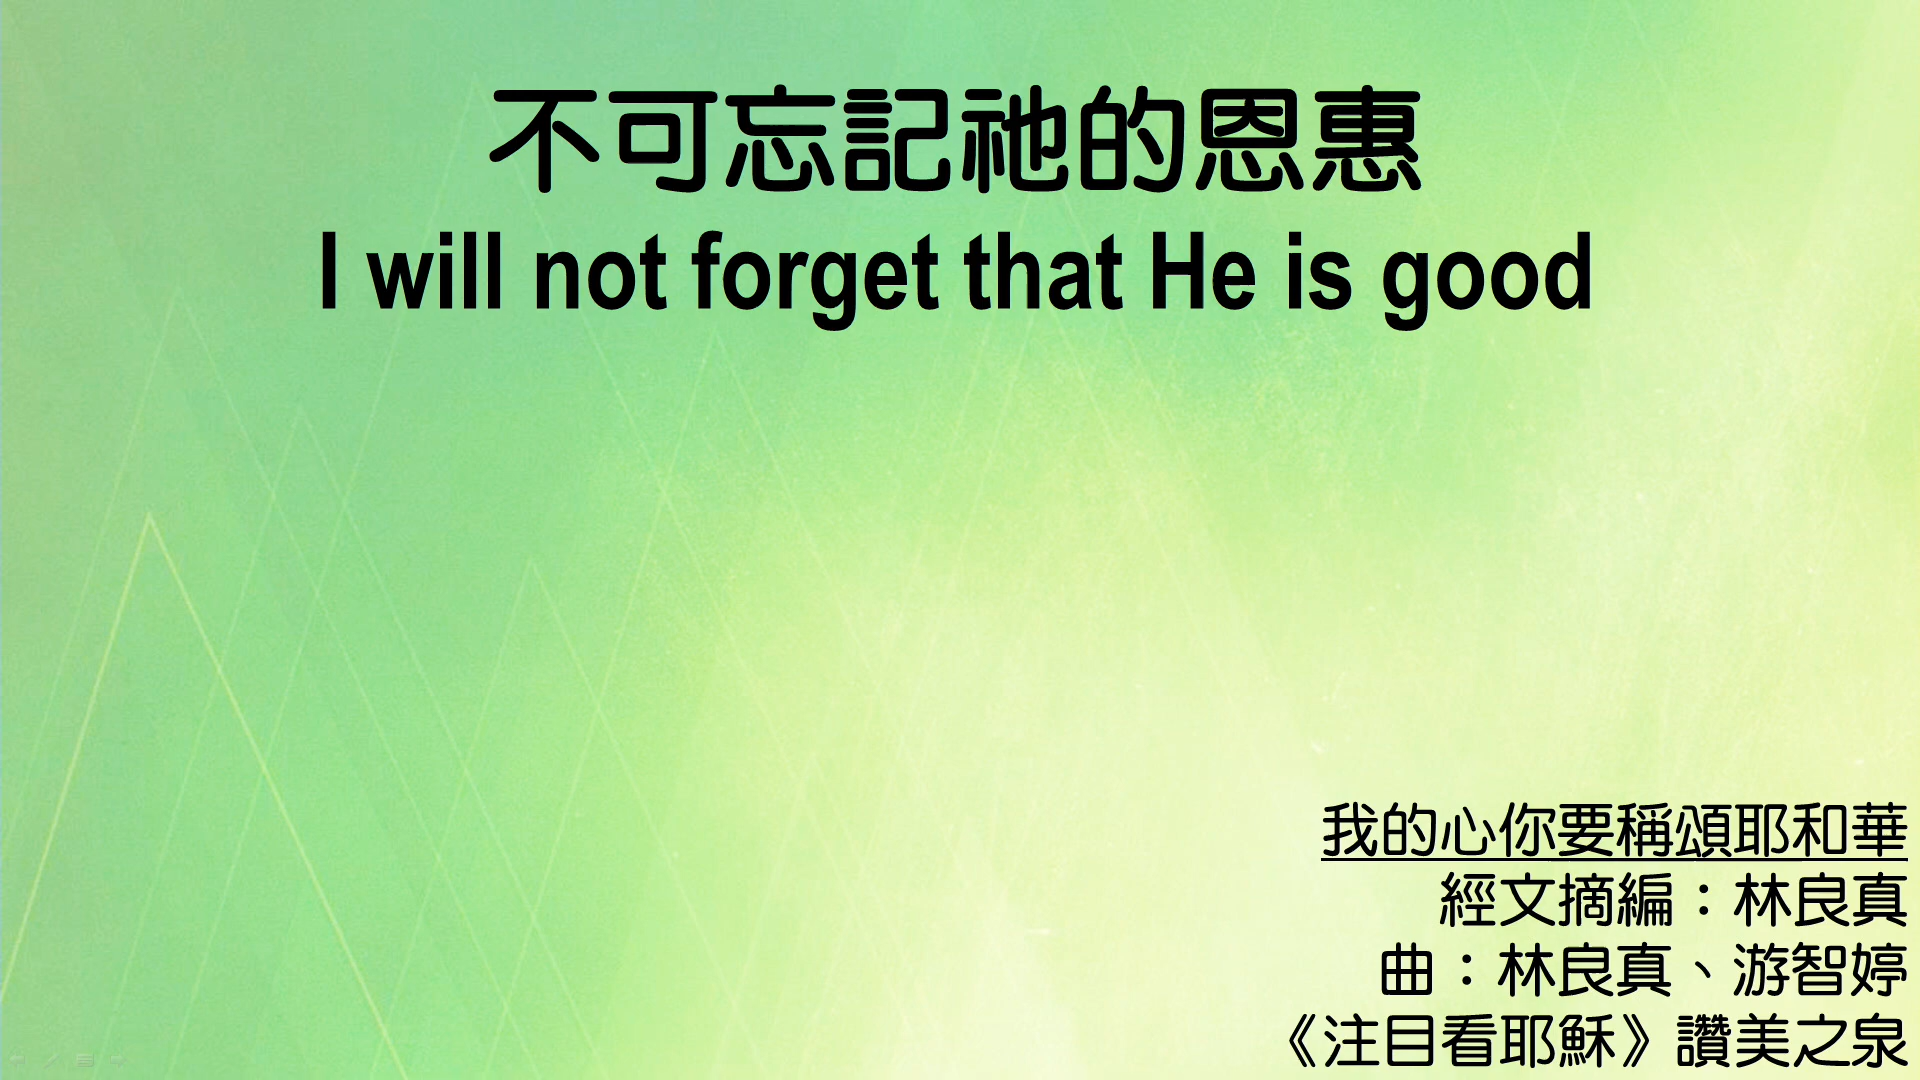 不可忘記祂的恩惠
I will not forget that He is good
我的心你要稱頌耶和華
經文摘編：林良真
曲：林良真、游智婷
《注目看耶穌》讚美之泉